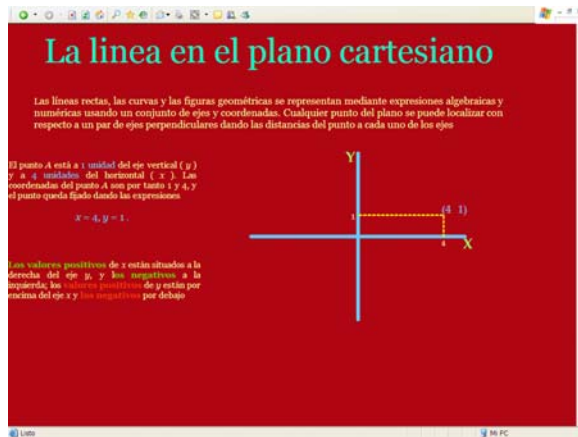 La linea en el plano cartesiano
Las líneas rectas, las curvas y las figuras geométricas se representan mediante expresiones algebraicas y
numéricas usando un conjunto de ejes y coordenadas. Cualquier punto del plano se puede localizar con
respecto a un par de ejes perpendiculares dando las distancias del punto a cada uno de los ejes
El punto A está a 1 unidad del eje vertical ( y )
y a 4 unidades del horizontal ( x ). Las
coordenadas del punto A son por tanto 1 y 4, y
el punto queda fijado dando las expresiones
x = 4, y = 1 .
Los valores positivos de x están situados a la
derecha del eje y, y los negativos a la
izquierda; los valores positivos de y están por
encima del eje x y los negativos por debajo
Y
(4 1)
1
X
4
Listo
Mi PC